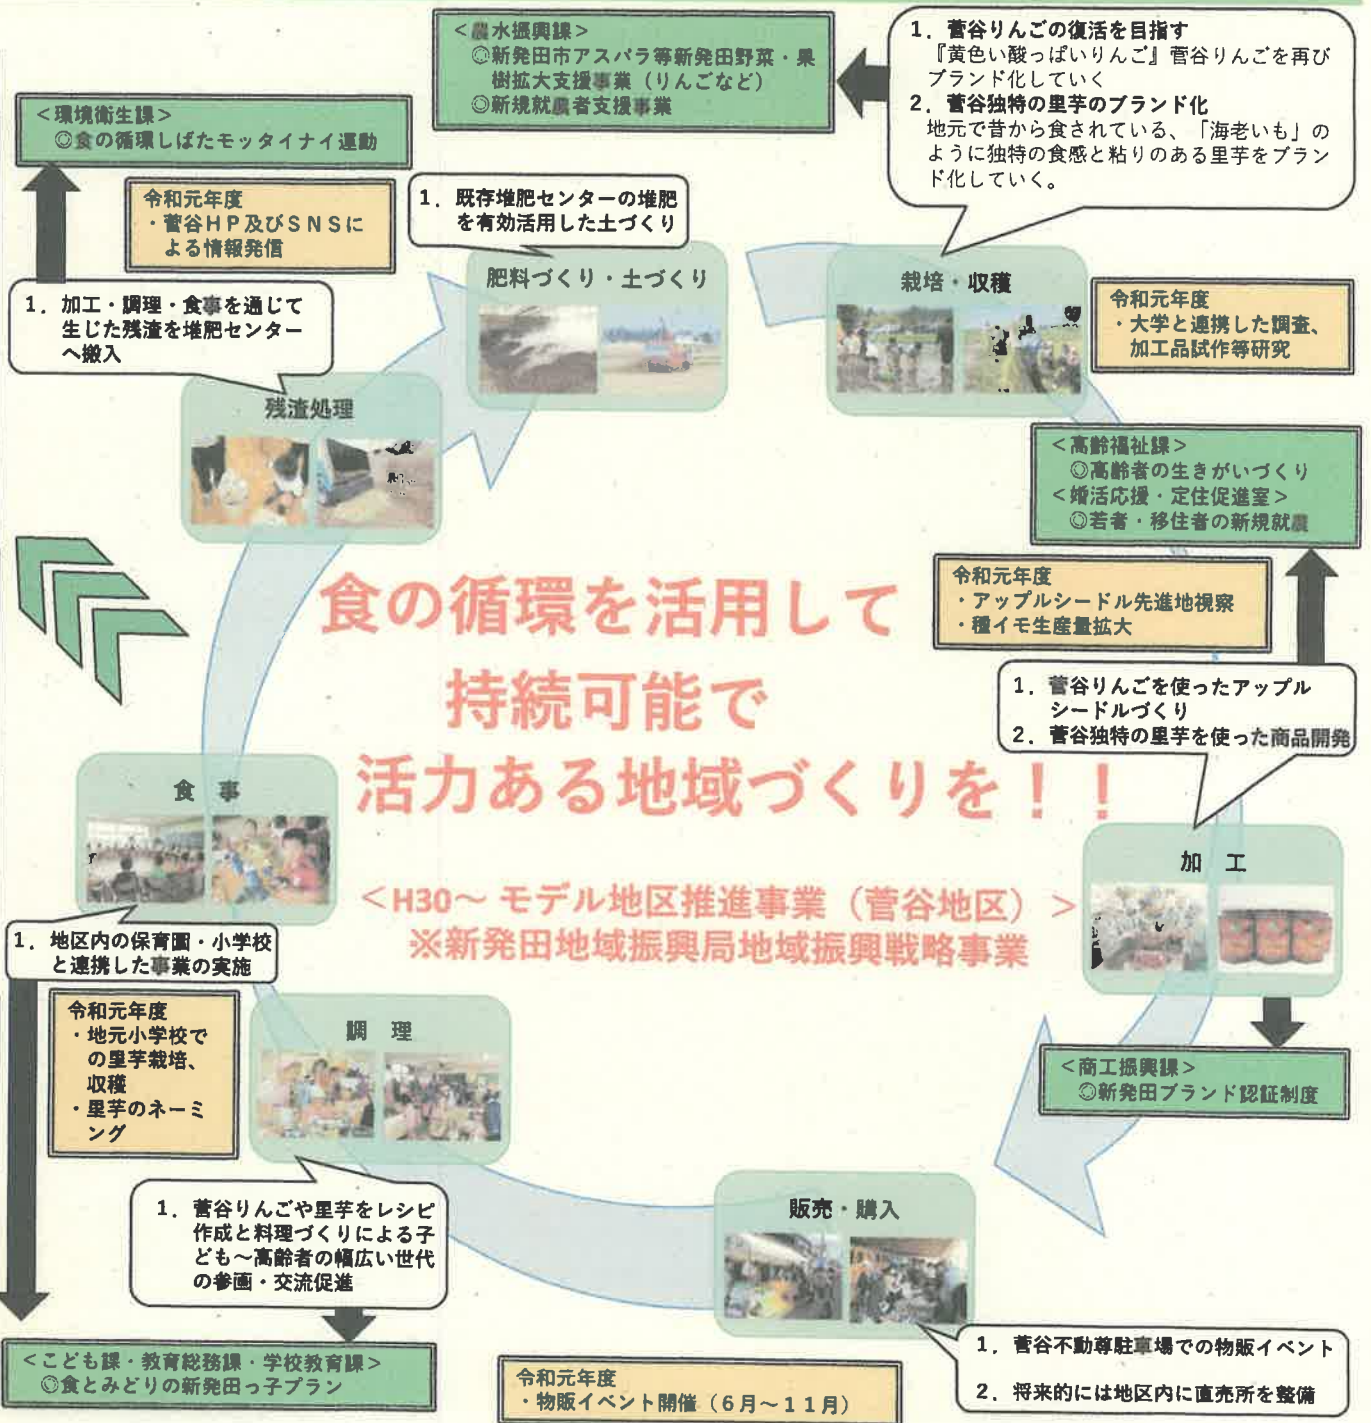 ＜農水振興課＞
◎新発田市アスパラ等新発田野菜・果
樹拡大支援事業（りんごなど）
◎新規就農者支援事業
1．菅谷りんごの復活を目指す
『黄色い酸っぱいりんご』菅谷りんごを再び
ブランド化していく
2．菅谷独特の里芋のブランド化
地元で昔から食されている、「海老いも」の
ように独特の食感と粘りのある里芋をブラン
ド化していく。
＜環境衛生課＞
◎食の循環しばたモッタイナイ運動
令和元年度
・菅谷HP及びSNSに
よる情報発信
1．既存堆肥センターの堆肥
を有効活用した土づくり
肥料づくり・土づくり
栽培・収穫
令和元年度
・大学と連携した調査、
加工品試作等研究
1．加工・調理・食事を通じて
生じた残渣を堆肥センター
へ搬入
残渣処理
＜高齢福祉課＞
◎高齢者の生きがいづくり
＜婚活応援・定住促進室＞
◎若者・移住者の新規就農
令和元年度
・アップルシードル先進地視察
・種イモ生産量拡大
1．菅谷りんごを使ったアップル
シードルづくり
2．菅谷独特の里芋を使った商品開発
食の循環を活用して
持続可能で
活力ある地域づくりを！！
＜H30～ モデル地区推進事業（菅谷地区）＞
※新発田地域振興局地域振興戦略事業
食 事
加 工
1．地区内の保育園・小学校
と連携した事業の実施
令和元年度
・地元小学校で
の里芋栽培、
収穫
・里芋のネーミ
ング
調 理
＜商工振興課＞
◎新発田ブランド認証制度
1．菅谷りんごや里芋をレシピ
作成と料理づくりによる子
ども～高齢者の幅広い世代
の参画・交流促進
販売・購入
＜こども課・教育総務課・学校教育課＞
◎食とみどりの新発田っ子プラン
令和元年度
・物販イベント開催（6月～11月）
1．菅谷不動尊駐車場での物販イベント
2．将来的には地区内に直売所を整備